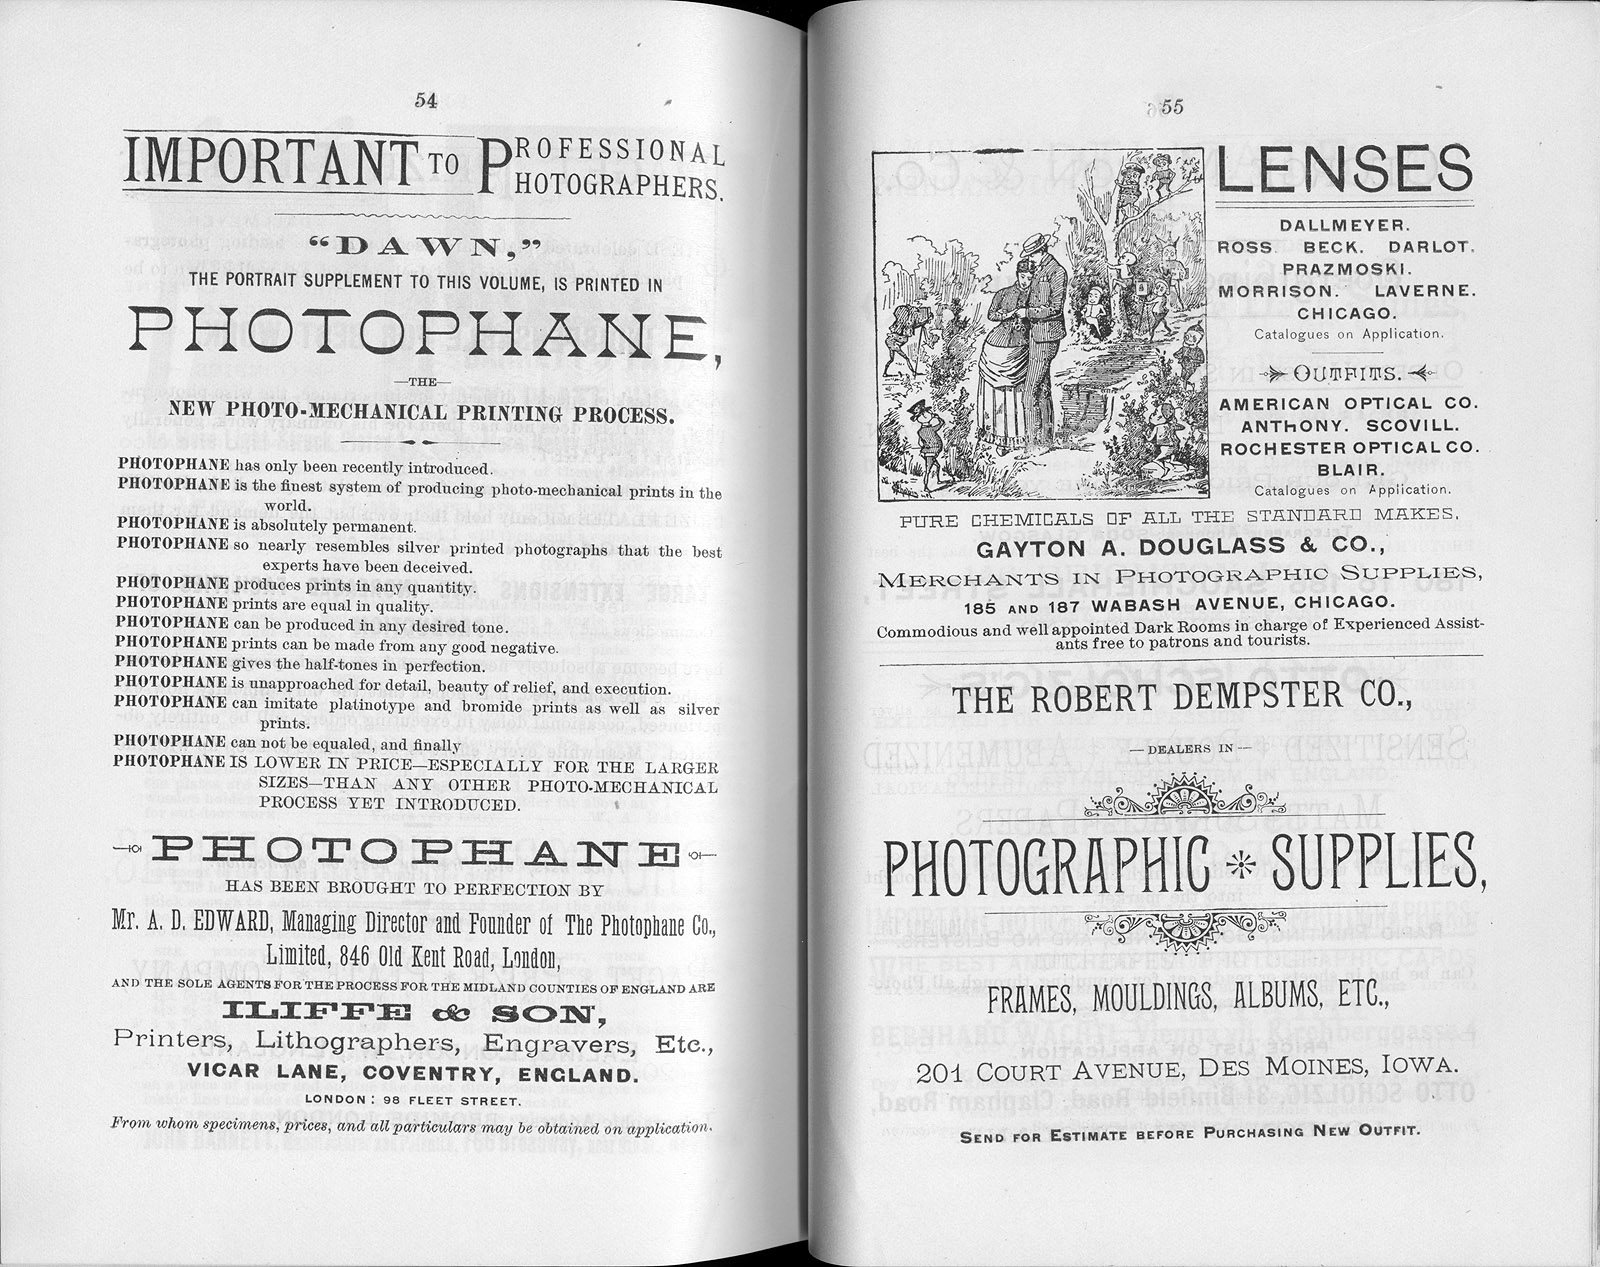 54
IMPORTANT TO PROFESSIONAL PHOTOGRAPHERS.
“DAWN,”
THE PORTRAIT SUPPLEMENT TO THIS VOLUME, IS PRINTED IN
PHOTOPHANE,
—THE—
NEW PHOTO-MECHANICAL PRINTING PROCESS.
PHOTOPHANE has only been recently introduced.
PHOTOPHANE is the finest system of producing photo-mechanical prints in the
world.
PHOTOPHANE is absolutely permanent.
PHOTOPHANE so nearly resembles silver printed photographs that the best
experts have been deceived.
PHOTOPHANE produces prints in any quantity.
PHOTOPHANE prints are equal in quality.
PHOTOPHANE can be produced in any desired tone.
PHOTOPHANE prints can be made from any good negative.
PHOTOPHANE gives the half-tones in perfection.
PHOTOPHANE is unapproached for detail, beauty of relief, and execution.
PHOTOPHANE can imitate platinotype and bromide prints as well as silver
prints.
PHOTOPHANE can not be equaled, and finally
PHOTOPHANE IS LOWER IN PRICE—ESPECIALLY FOR THE LARGER
SIZES—THAN ANY OTHER PHOTO-MECHANICAL
PROCESS YET INTRODUCED.
PHOTOPHANE
HAS BEEN BROUGHT TO PERFECTION BY
Mr. A. D. EDWARD, Managing Director and Founder of The Photophane Co.,
Limited, 846 Old Kent Road, London,
AND THE SOLE AGENTS FOR THE PROCESS FOR THE MIDLAND COUNTIES OF ENGLAND ARE
ILIFFE & SON,
Printers, Lithographers, Engravers, Etc.,
VICAR LANE, COVENTRY, ENGLAND.
LONDON: 98 FLEET STREET.
From whom specimens, prices, and all particulars may be obtained on application.
55
LENSES
DALLMEYER.
ROSS. BECK. DARLOT.
PRAZMOSKI.
MORRISON. LAVERNE.
CHICAGO.
Catalogues on Application.
OUTFITS.
AMERICAN OPTICAL CO.
ANTHONY. SCOVILL.
ROCHESTER OPTICAL CO.
BLAIR.
Catalogues on Application.
PURE CHEMICALS OF ALL THE STANDARD MAKES.
GAYTON A. DOUGLASS & CO.,
MERCHANTS IN PHOTOGRAPHIC SUPPLIES,
185 AND 187 WABASH AVENUE, CHICAGO.
Commodious and well appointed Dark Rooms in charge of Experienced Assist-
ants free to patrons and tourists.
THE ROBERT DEMPSTER CO.,
—DEALERS IN—
PHOTOGRAPHIC SUPPLIES,
FRAMES, MOULDINGS, ALBUMS, ETC.,
201 COURT AVENUE, DES MOINES, IOWA.
SEND FOR ESTIMATE BEFORE PURCHASING NEW OUTFIT.